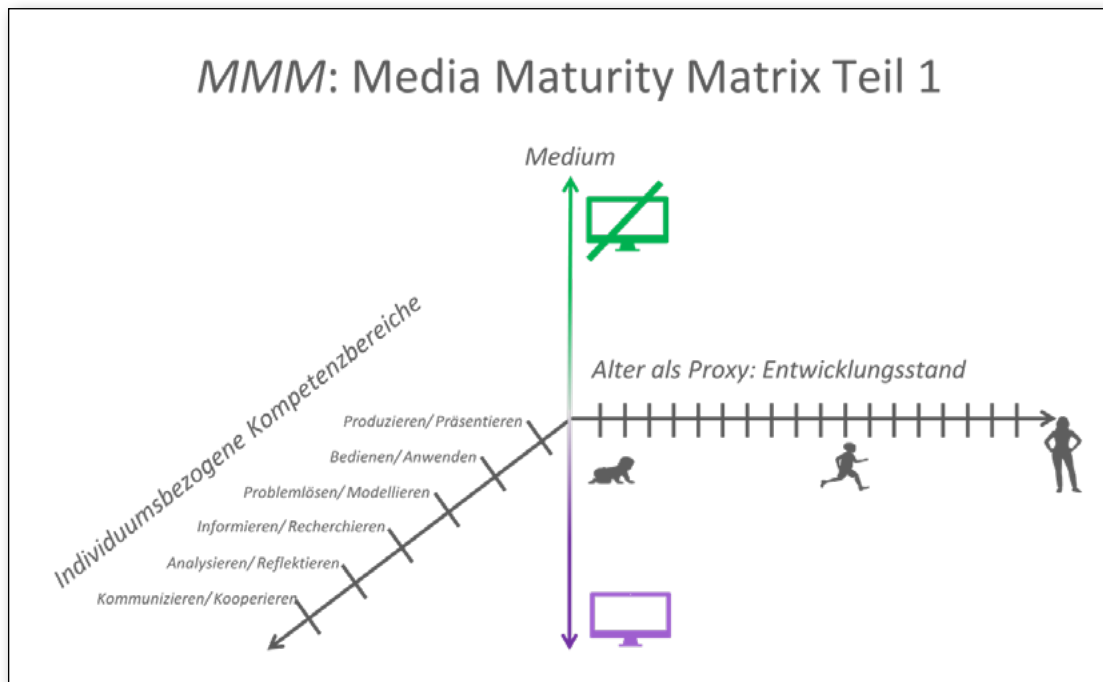 MMM: Media Maturity Matrix Teil 1
Medium
Individuumsbezogene Kompetenzbereiche
Alter als Proxy: Entwicklungsstand
Produzieren/Präsentieren
Bedienen/Anwenden
Problemlösen/Modellieren
Informieren/Recherchieren
Analysieren/Reflektieren
Kommunizieren/Kooperieren